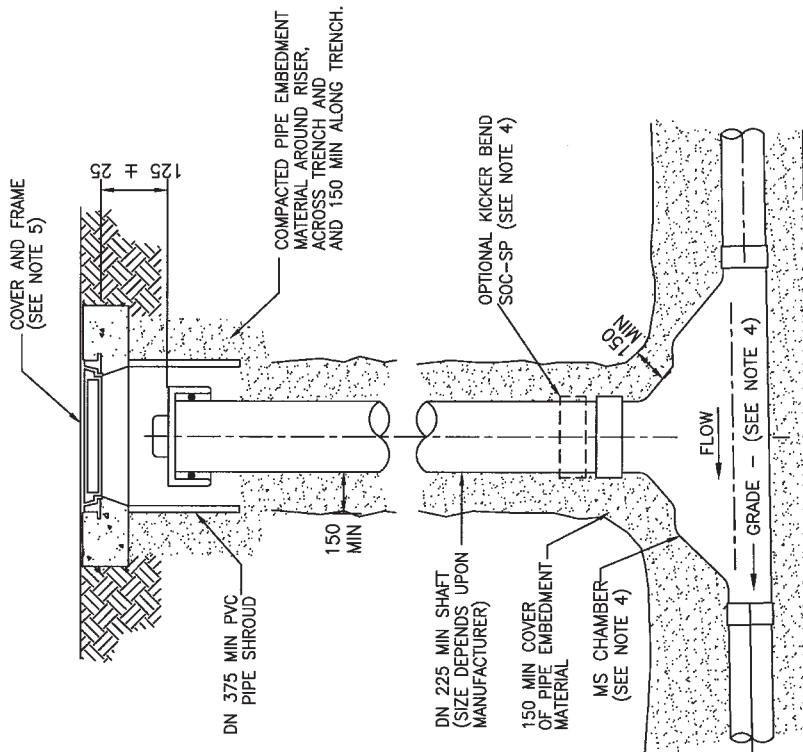 COVER AND FRAME
(SEE NOTE 5)
125 ± 25
COMPACTED PIPE EMBEDMENT
MATERIAL AROUND RISER,
ACROSS TRENCH AND
150 MIN ALONG TRENCH.
DN 375 MIN PVC
PIPE SHROUD
150
MIN
OPTIONAL KICKER BEND
SOC-SP (SEE NOTE 4)
DN 225 MIN SHAFT
(SIZE DEPENDS UPON
MANUFACTURER)
150 MIN COVER
OF PIPE EMBEDMENT
MATERIAL
150
MIN
MS CHAMBER
(SEE NOTE 4)
FLOW
GRADE - (SEE NOTE 4)